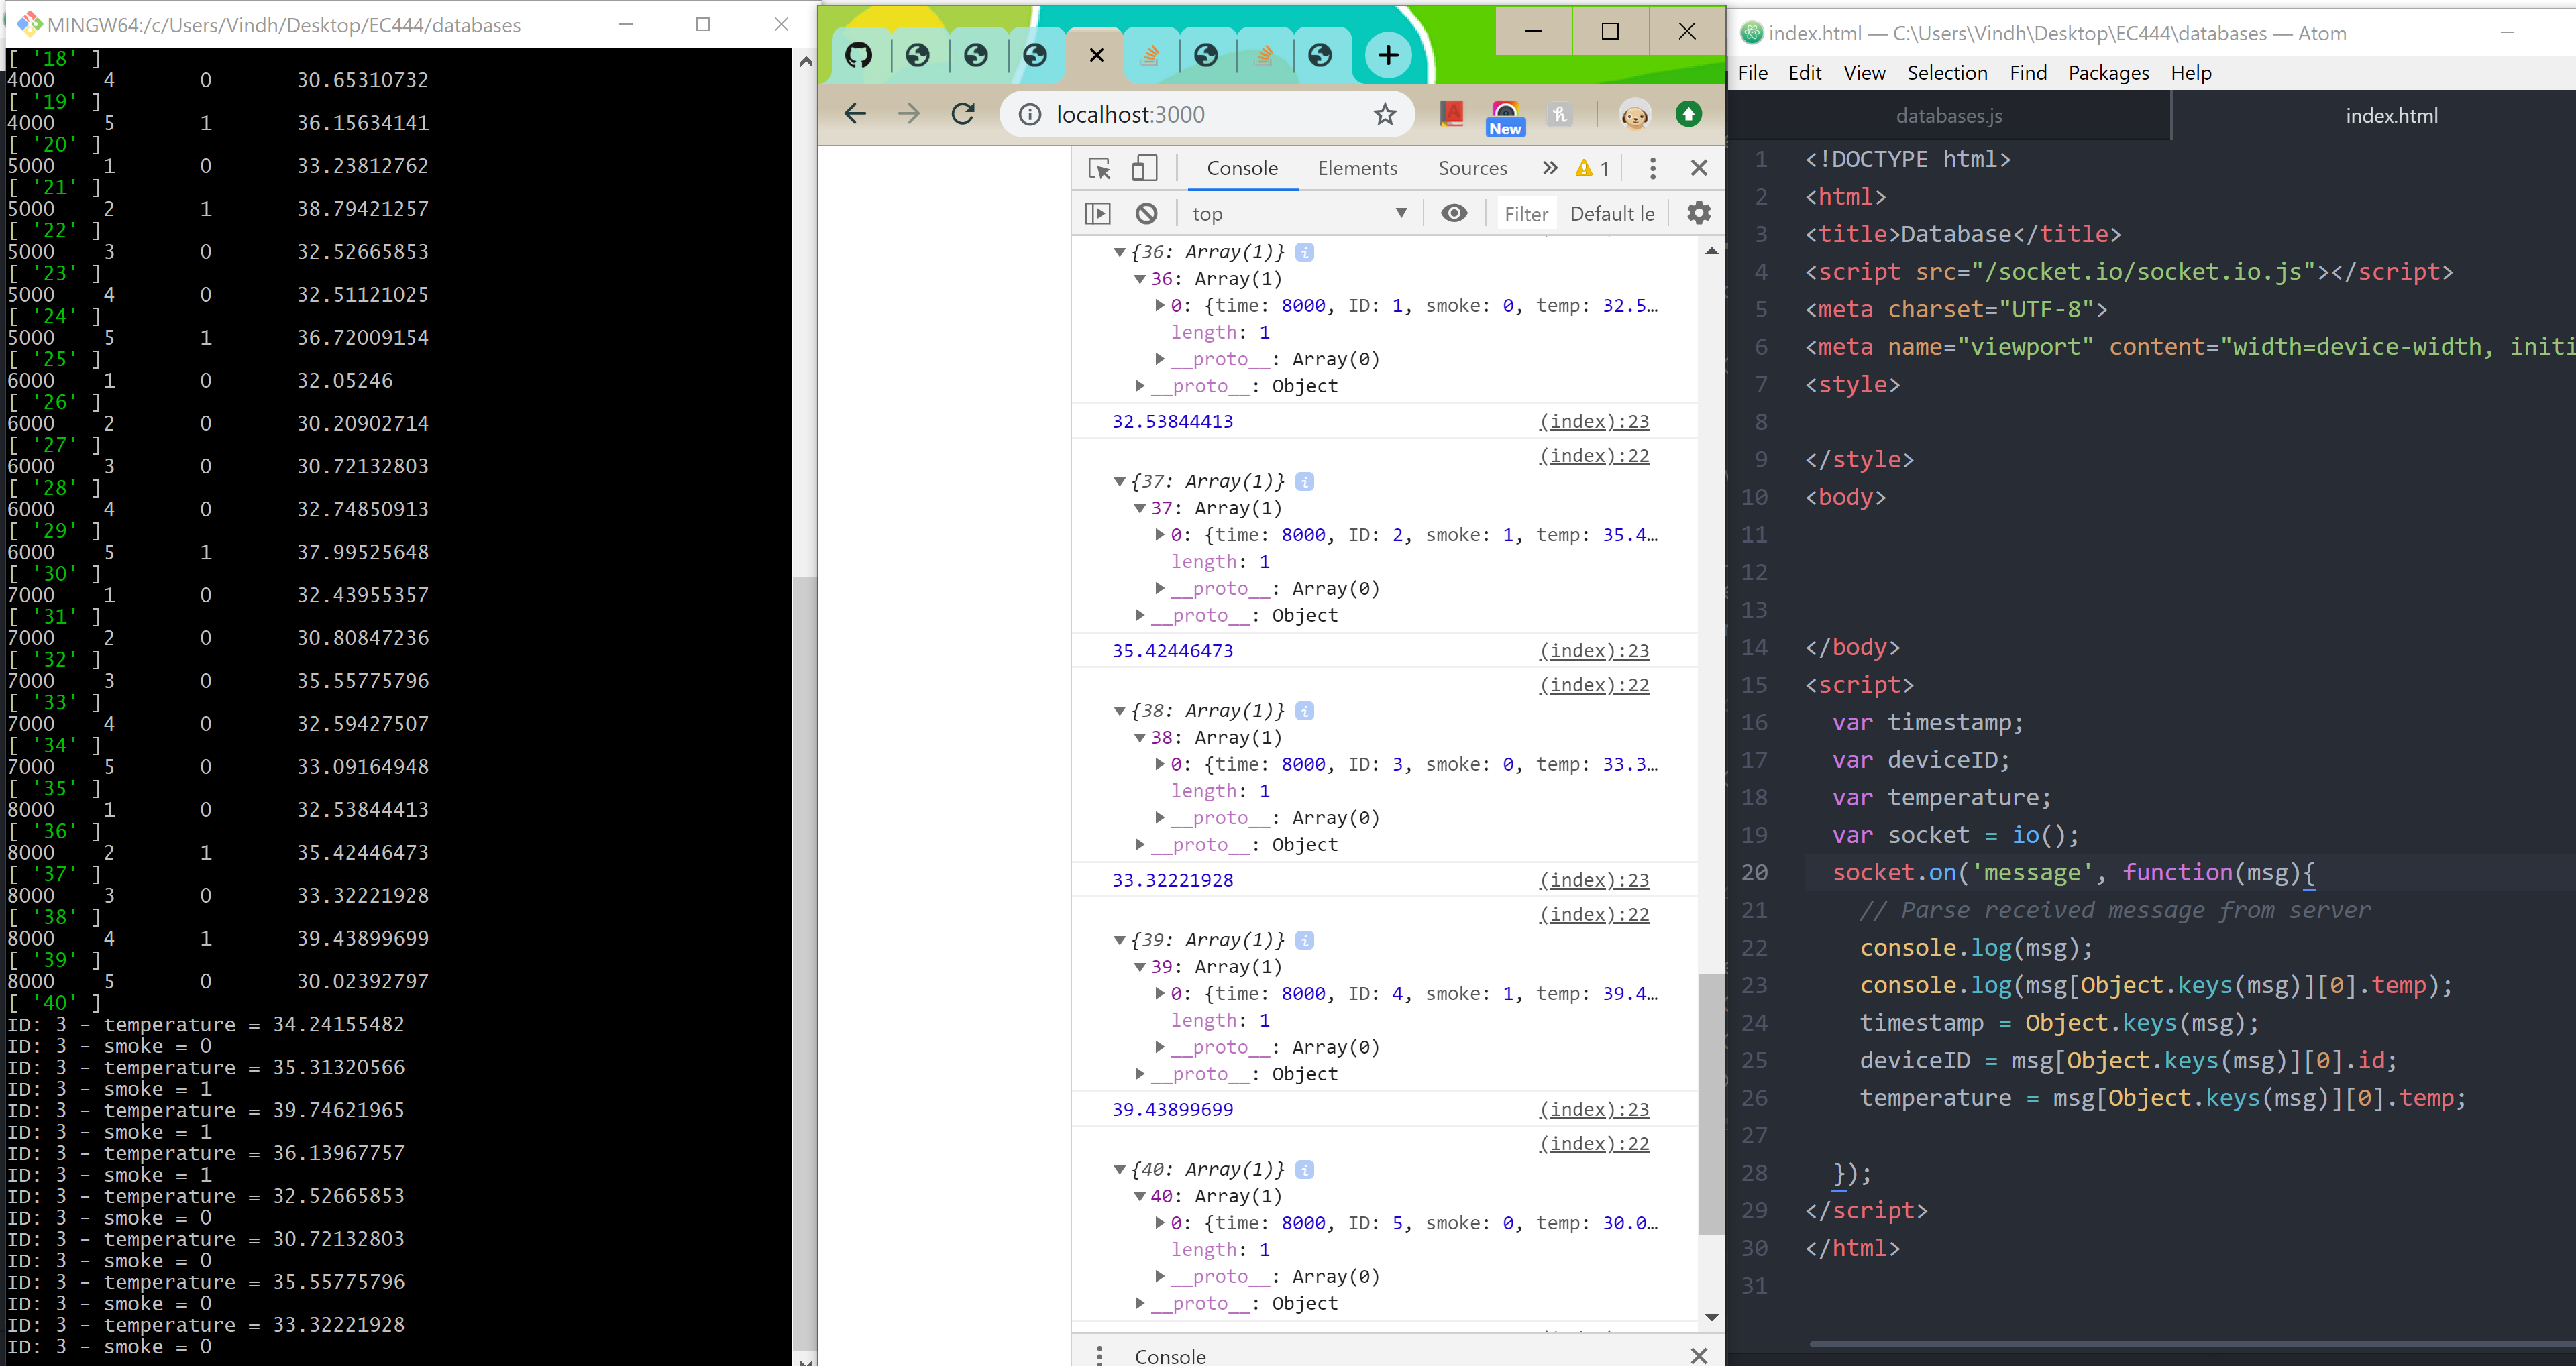 MINGW64:/c/Users/Vindh/Desktop/EC444/databases
[ '18' ]
4000 4 0 30.65310732
[ '19' ]
4000 5 1 36.15634141
[ '20' ]
5000 1 0 33.23812762
[ '21' ]
5000 2 1 38.79421257
[ '22' ]
5000 3 0 32.52665853
[ '23' ]
5000 4 0 32.51121025
[ '24' ]
5000 5 1 36.72009154
[ '25' ]
6000 1 0 32.05246
[ '26' ]
6000 2 0 30.20902714
[ '27' ]
6000 3 0 30.72132803
[ '28' ]
6000 4 0 32.74850913
[ '29' ]
6000 5 1 37.99525648
[ '30' ]
7000 1 0 32.43955357
[ '31' ]
7000 2 0 30.80847236
[ '32' ]
7000 3 0 35.55775796
[ '33' ]
7000 4 0 32.59427507
[ '34' ]
7000 5 0 33.09164948
[ '35' ]
8000 1 0 32.53844413
[ '36' ]
8000 2 1 35.42446473
[ '37' ]
8000 3 0 33.32221928
[ '38' ]
8000 4 1 39.43899699
[ '39' ]
8000 5 0 30.02392797
[ '40' ]
ID: 3 - temperature = 34.24155482
ID: 3 - smoke = 0
ID: 3 - temperature = 35.31320566
ID: 3 - smoke = 1
ID: 3 - temperature = 39.74621965
ID: 3 - smoke = 1
ID: 3 - temperature = 36.13967757
ID: 3 - smoke = 1
ID: 3 - temperature = 32.52665853
ID: 3 - smoke = 0
ID: 3 - temperature = 30.72132803
ID: 3 - smoke = 0
ID: 3 - temperature = 35.55775796
ID: 3 - smoke = 0
ID: 3 - temperature = 33.32221928
ID: 3 - smoke = 0
localhost:3000
New
Console Elements Sources » 1
top Filter Default le
{36: Array(1)} i
36: Array(1)
0: {time: 8000, ID: 1, smoke: 0, temp: 32.5…
length: 1
__proto__: Array(0)
__proto__: Object
32.53844413 (index):23
(index):22
{37: Array(1)} i
37: Array(1)
0: {time: 8000, ID: 2, smoke: 1, temp: 35.4…
length: 1
__proto__: Array(0)
__proto__: Object
35.42446473 (index):23
(index):22
{38: Array(1)} i
38: Array(1)
0: {time: 8000, ID: 3, smoke: 0, temp: 33.3…
length: 1
__proto__: Array(0)
__proto__: Object
33.32221928 (index):23
(index):22
{39: Array(1)} i
39: Array(1)
0: {time: 8000, ID: 4, smoke: 1, temp: 39.4…
length: 1
__proto__: Array(0)
__proto__: Object
39.43899699 (index):23
(index):22
{40: Array(1)} i
40: Array(1)
0: {time: 8000, ID: 5, smoke: 0, temp: 30.0…
length: 1
__proto__: Array(0)
__proto__: Object
Console
index.html — C:\Users\Vindh\Desktop\EC444\databases — Atom
File Edit View Selection Find Packages Help
databases.js index.html
1 <!DOCTYPE html>
2 <html>
3 <title>Database</title>
4 <script src="/socket.io/socket.io.js"></script>
5 <meta charset="UTF-8">
6 <meta name="viewport" content="width=device-width, initi
7 <style>
8
9 </style>
10 <body>
11
12
13
14 </body>
15 <script>
16 var timestamp;
17 var deviceID;
18 var temperature;
19 var socket = io();
20 socket.on('message', function(msg){
21 // Parse received message from server
22 console.log(msg);
23 console.log(msg[Object.keys(msg)][0].temp);
24 timestamp = Object.keys(msg);
25 deviceID = msg[Object.keys(msg)][0].id;
26 temperature = msg[Object.keys(msg)][0].temp;
27
28 });
29 </script>
30 </html>
31